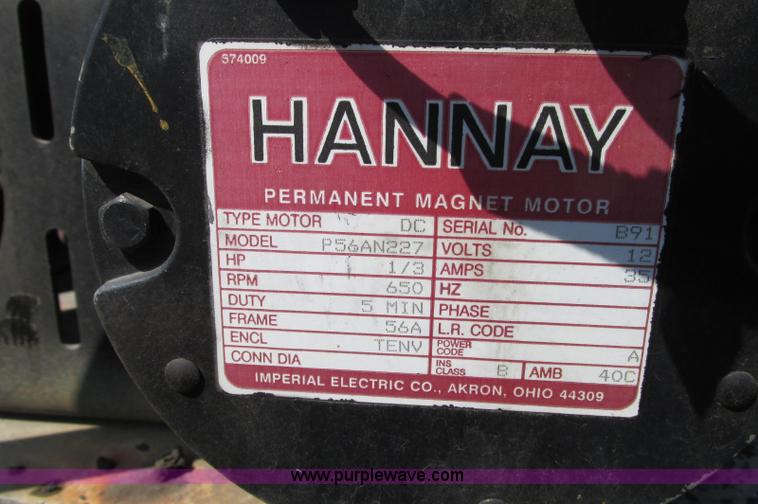 574009
HANNAY
PERMANENT MAGNET MOTOR
TYPE MOTOR DC SERIAL No. B91
MODEL P56AN227 VOLTS 12
HP 1/3 AMPS 35
RPM 650 HZ
DUTY 5 MIN PHASE
FRAME 56A L.R. CODE
ENCL TENV POWER CODE A
CONN DIA INS CLASS B AMB 40C
IMPERIAL ELECTRIC CO., AKRON, OHIO 44309
www.purplewave.com